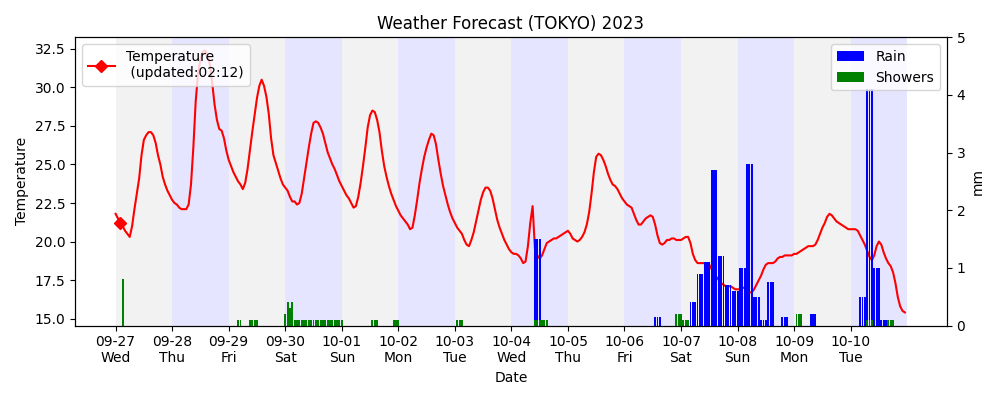 Weather Forecast (TOKYO) 2023
Temperature
(updated:02:12)
Rain
Showers
32.5
30.0
27.5
25.0
22.5
20.0
17.5
15.0
Temperature
5
4
3
2
1
0
mm
09-27 09-28 09-29 09-30 10-01 10-02 10-03 10-04 10-05 10-06 10-07 10-08 10-09 10-10
Wed Thu Fri Sat Sun Mon Tue Wed Thu Fri Sat Sun Mon Tue
Date